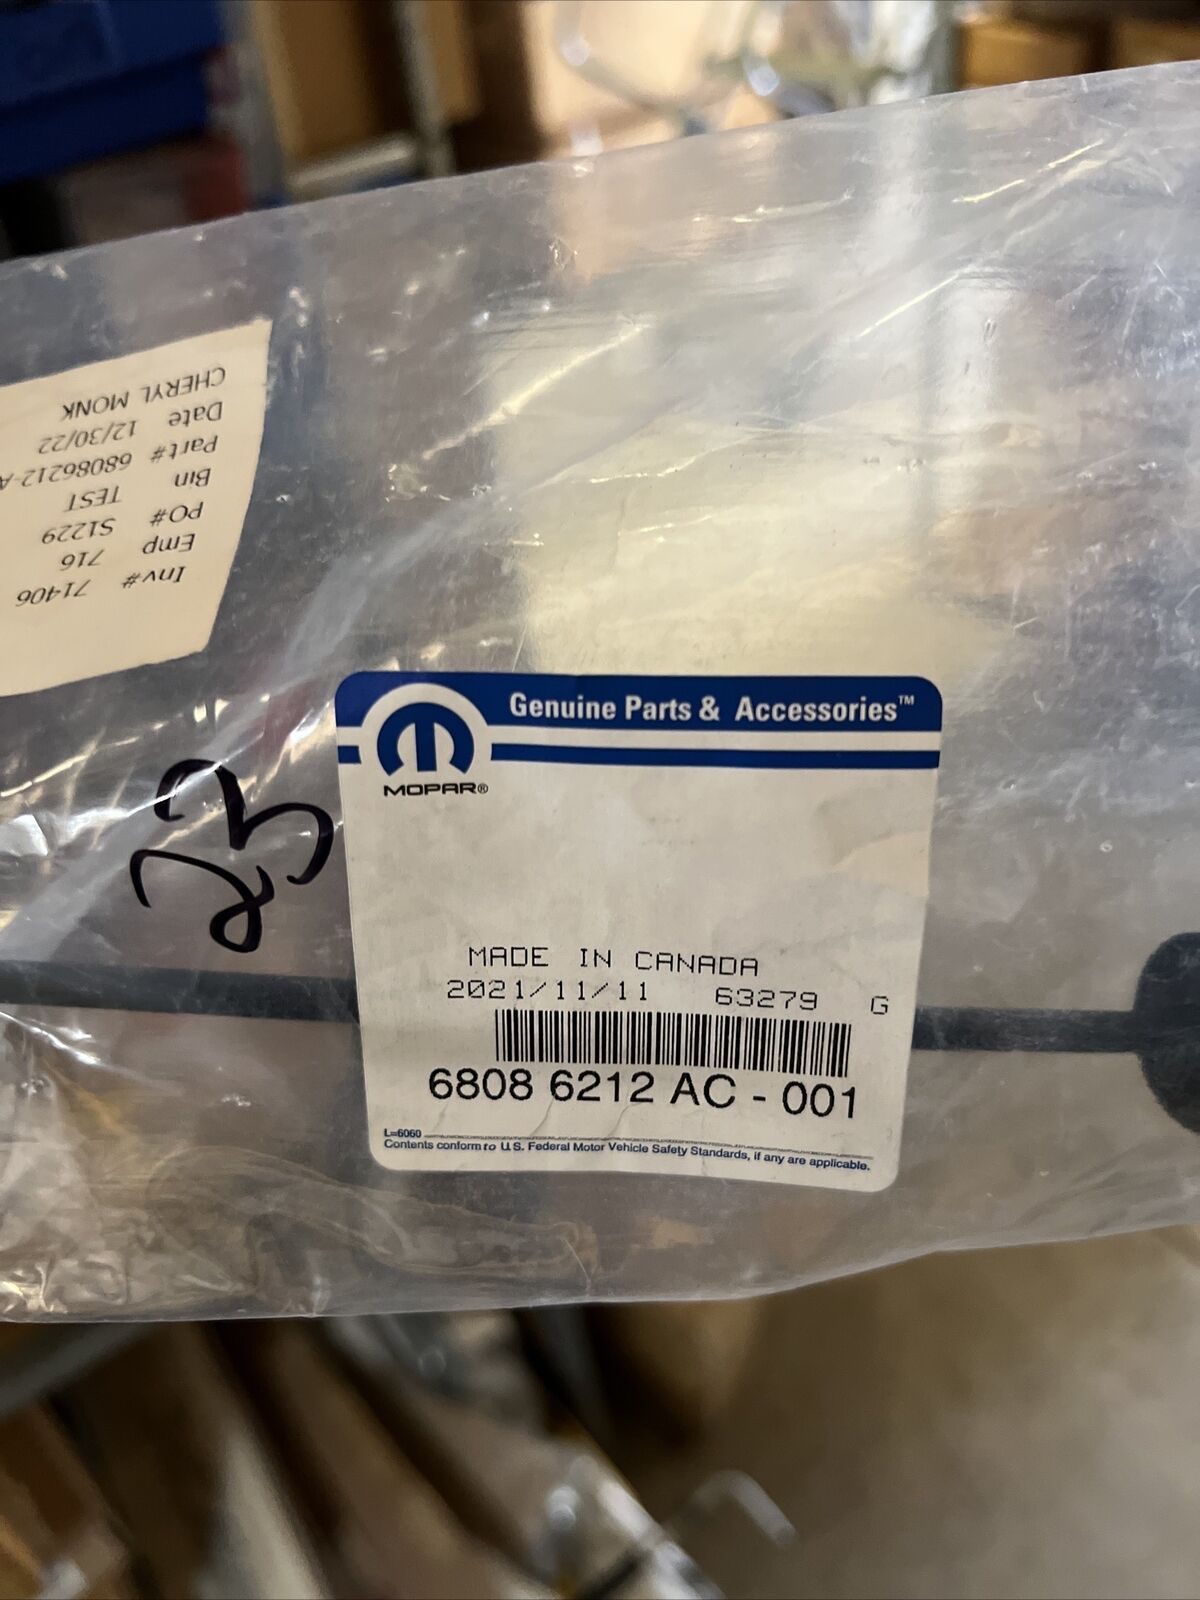 CHERYL MONK
Date 12/30/22
Part# 68086212-A
Bin TEST
PO# S1229
Emp 716
Inv# 71406
Genuine Parts & Accessories™
MOPAR®
23
MADE IN CANADA
2021/11/11 63279 G
6808 6212 AC - 001
L=6060
Contents conform to U.S. Federal Motor Vehicle Safety Standards, if any are applicable.